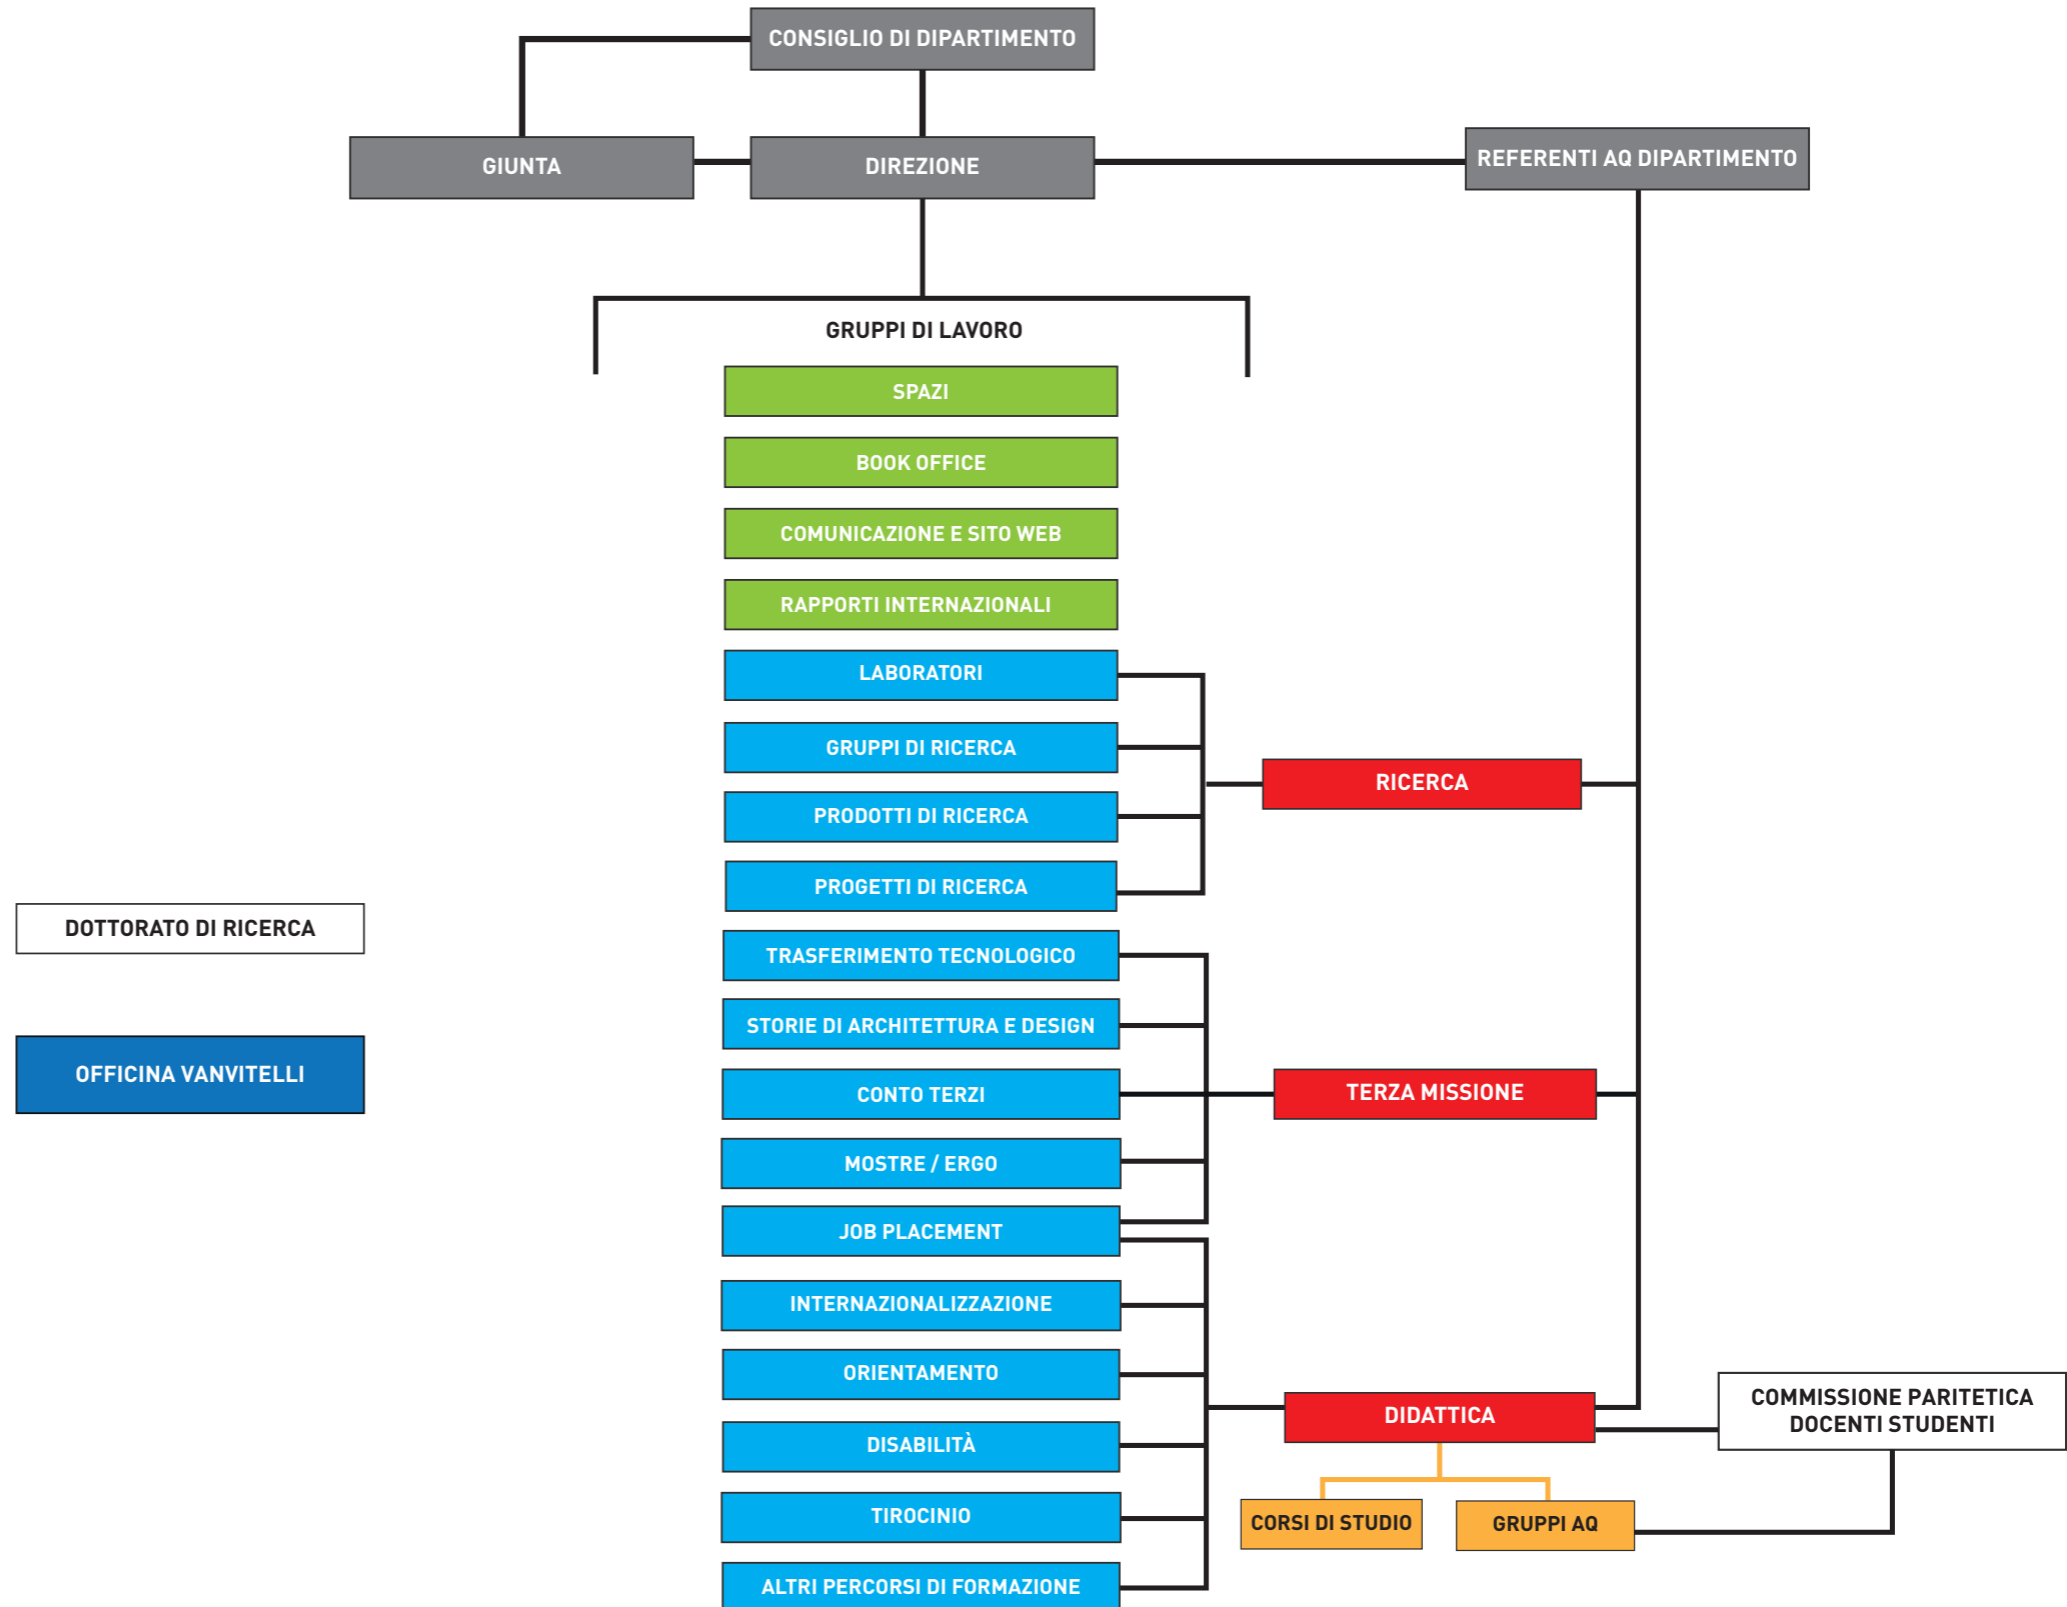 CONSIGLIO DI DIPARTIMENTO
GIUNTA
DIREZIONE
REFERENTI AQ DIPARTIMENTO
GRUPPI DI LAVORO
SPAZI
BOOK OFFICE
COMUNICAZIONE E SITO WEB
RAPPORTI INTERNAZIONALI
LABORATORI
GRUPPI DI RICERCA
PRODOTTI DI RICERCA
PROGETTI DI RICERCA
RICERCA
DOTTORATO DI RICERCA
OFFICINA VANVITELLI
TRASFERIMENTO TECNOLOGICO
STORIE DI ARCHITETTURA E DESIGN
CONTO TERZI
MOSTRE / ERGO
JOB PLACEMENT
TERZA MISSIONE
INTERNAZIONALIZZAZIONE
ORIENTAMENTO
DISABILITÀ
TIROCINIO
ALTRI PERCORSI DI FORMAZIONE
DIDATTICA
COMMISSIONE PARITETICA
DOCENTI STUDENTI
CORSI DI STUDIO
GRUPPI AQ